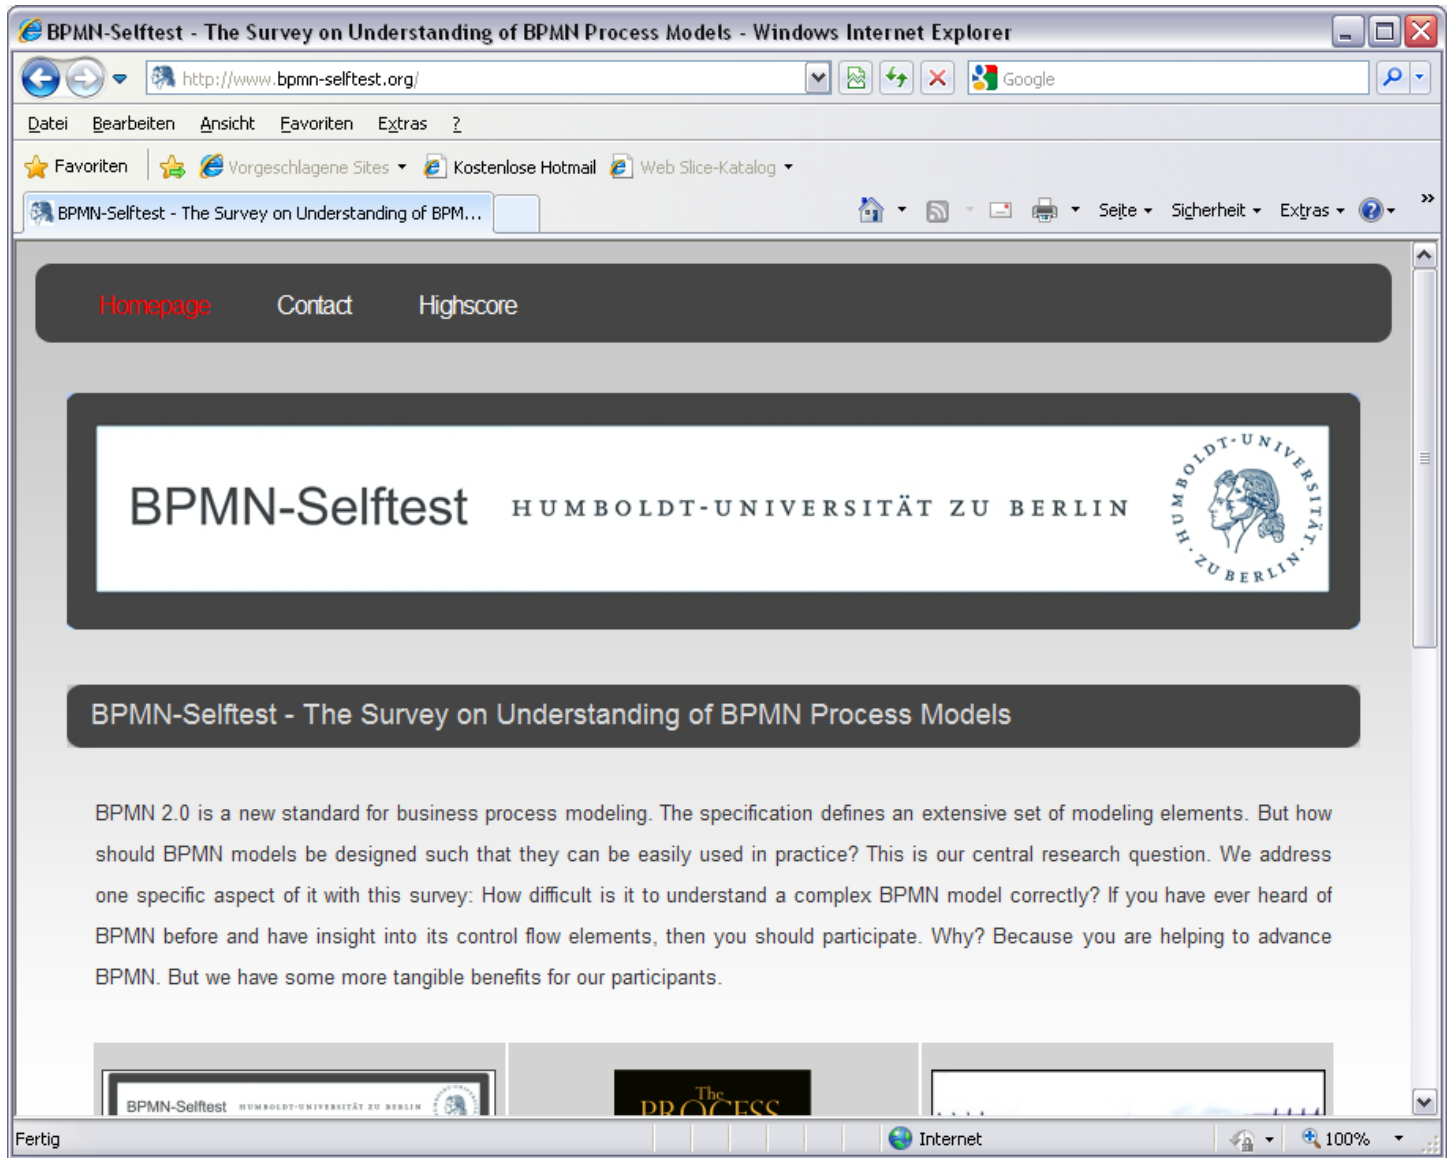 BPMN-Selftest - The Survey on Understanding of BPMN Process Models - Windows Internet Explorer
http://www.bpmn-selftest.org/
Google
Datei Bearbeiten Ansicht Favoriten Extras ?
Favoriten Vorgeschlagene Sites Kostenlose Hotmail Web Slice-Katalog
BPMN-Selftest - The Survey on Understanding of BPM... Seite Sicherheit Extras »
Homepage Contact Highscore
BPMN-Selftest HUMBOLDT-UNIVERSITÄT ZU BERLIN
HUMBOLDT-UNIVERSITÄT · ZU BERLIN ·
BPMN-Selftest - The Survey on Understanding of BPMN Process Models
BPMN 2.0 is a new standard for business process modeling. The specification defines an extensive set of modeling elements. But how
should BPMN models be designed such that they can be easily used in practice? This is our central research question. We address
one specific aspect of it with this survey: How difficult is it to understand a complex BPMN model correctly? If you have ever heard of
BPMN before and have insight into its control flow elements, then you should participate. Why? Because you are helping to advance
BPMN. But we have some more tangible benefits for our participants.
BPMN-Selftest HUMBOLDT-UNIVERSITÄT ZU BERLIN
The
PROCESS
Fertig Internet 100%